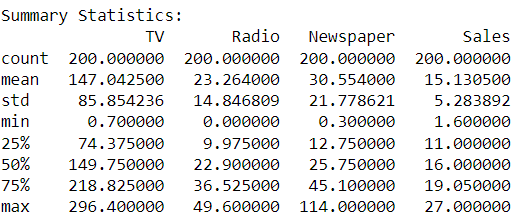 Summary Statistics:
TV Radio Newspaper Sales
count 200.000000 200.000000 200.000000 200.000000
mean 147.042500 23.264000 30.554000 15.130500
std 85.854236 14.846809 21.778621 5.283892
min 0.700000 0.000000 0.300000 1.600000
25% 74.375000 9.975000 12.750000 11.000000
50% 149.750000 22.900000 25.750000 16.000000
75% 218.825000 36.525000 45.100000 19.050000
max 296.400000 49.600000 114.000000 27.000000